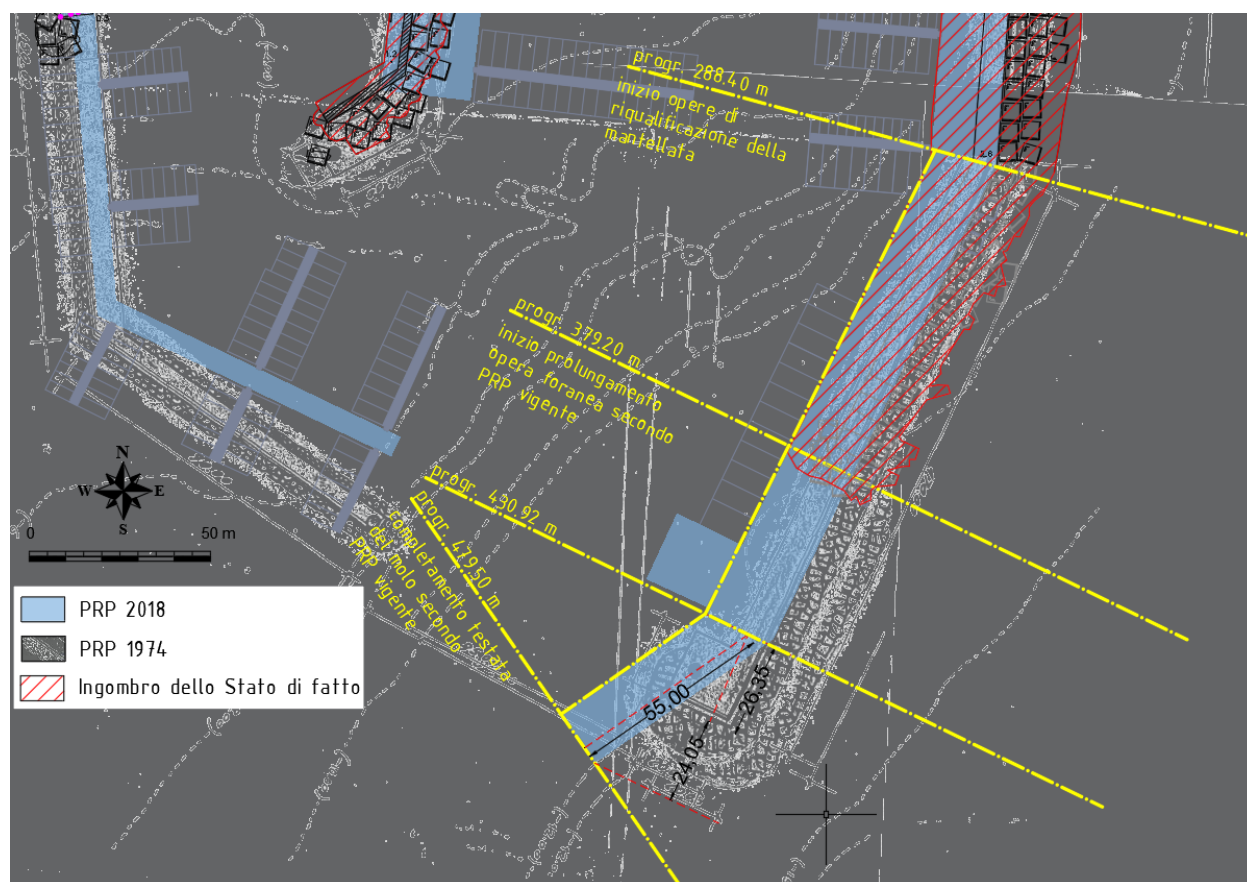 progr. 288.40 m
inizio opere di
riqualificazione della
mantellata
2.6
progr. 379.20 m
inizio prolungamento
opera foranea secondo
PRP vigente
progr. 430.92 m
progr. 479.50 m
completamento testata
del molo secondo
PRP vigente
N
W E
S
0 50 m
PRP 2018
PRP 1974
Ingombro dello Stato di fatto
55.00
26.35
24.05